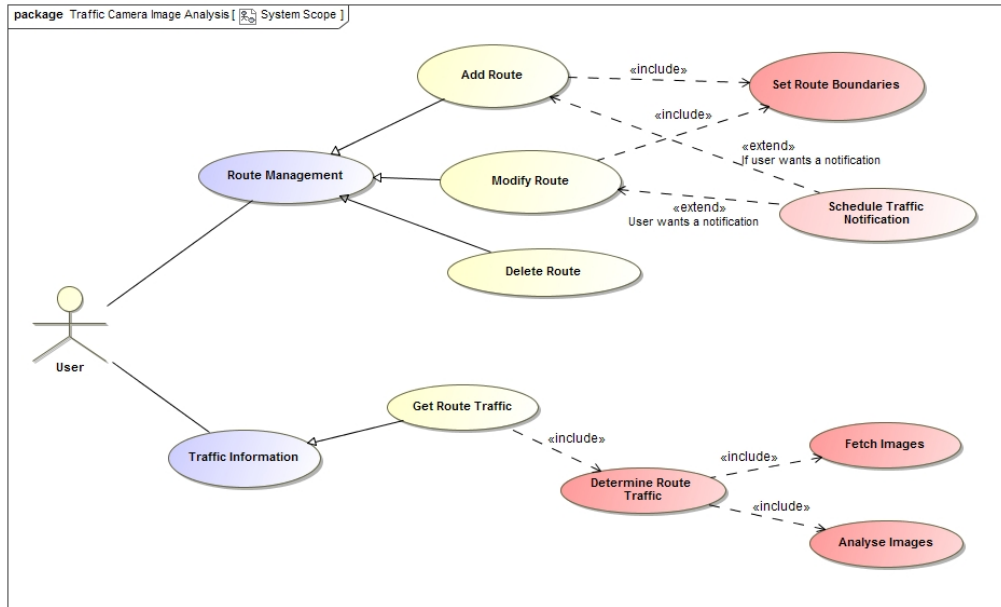 package Traffic Camera Image Analysis [ System Scope ]
Add Route
«include»
Set Route Boundaries
«include»
«extend»
If user wants a notification
Route Management
Modify Route
«extend»
User wants a notification
Schedule Traffic
Notification
Delete Route
User
Get Route Traffic
«include»
Traffic Information
Determine Route
Traffic
«include»
Fetch Images
«include»
Analyse Images